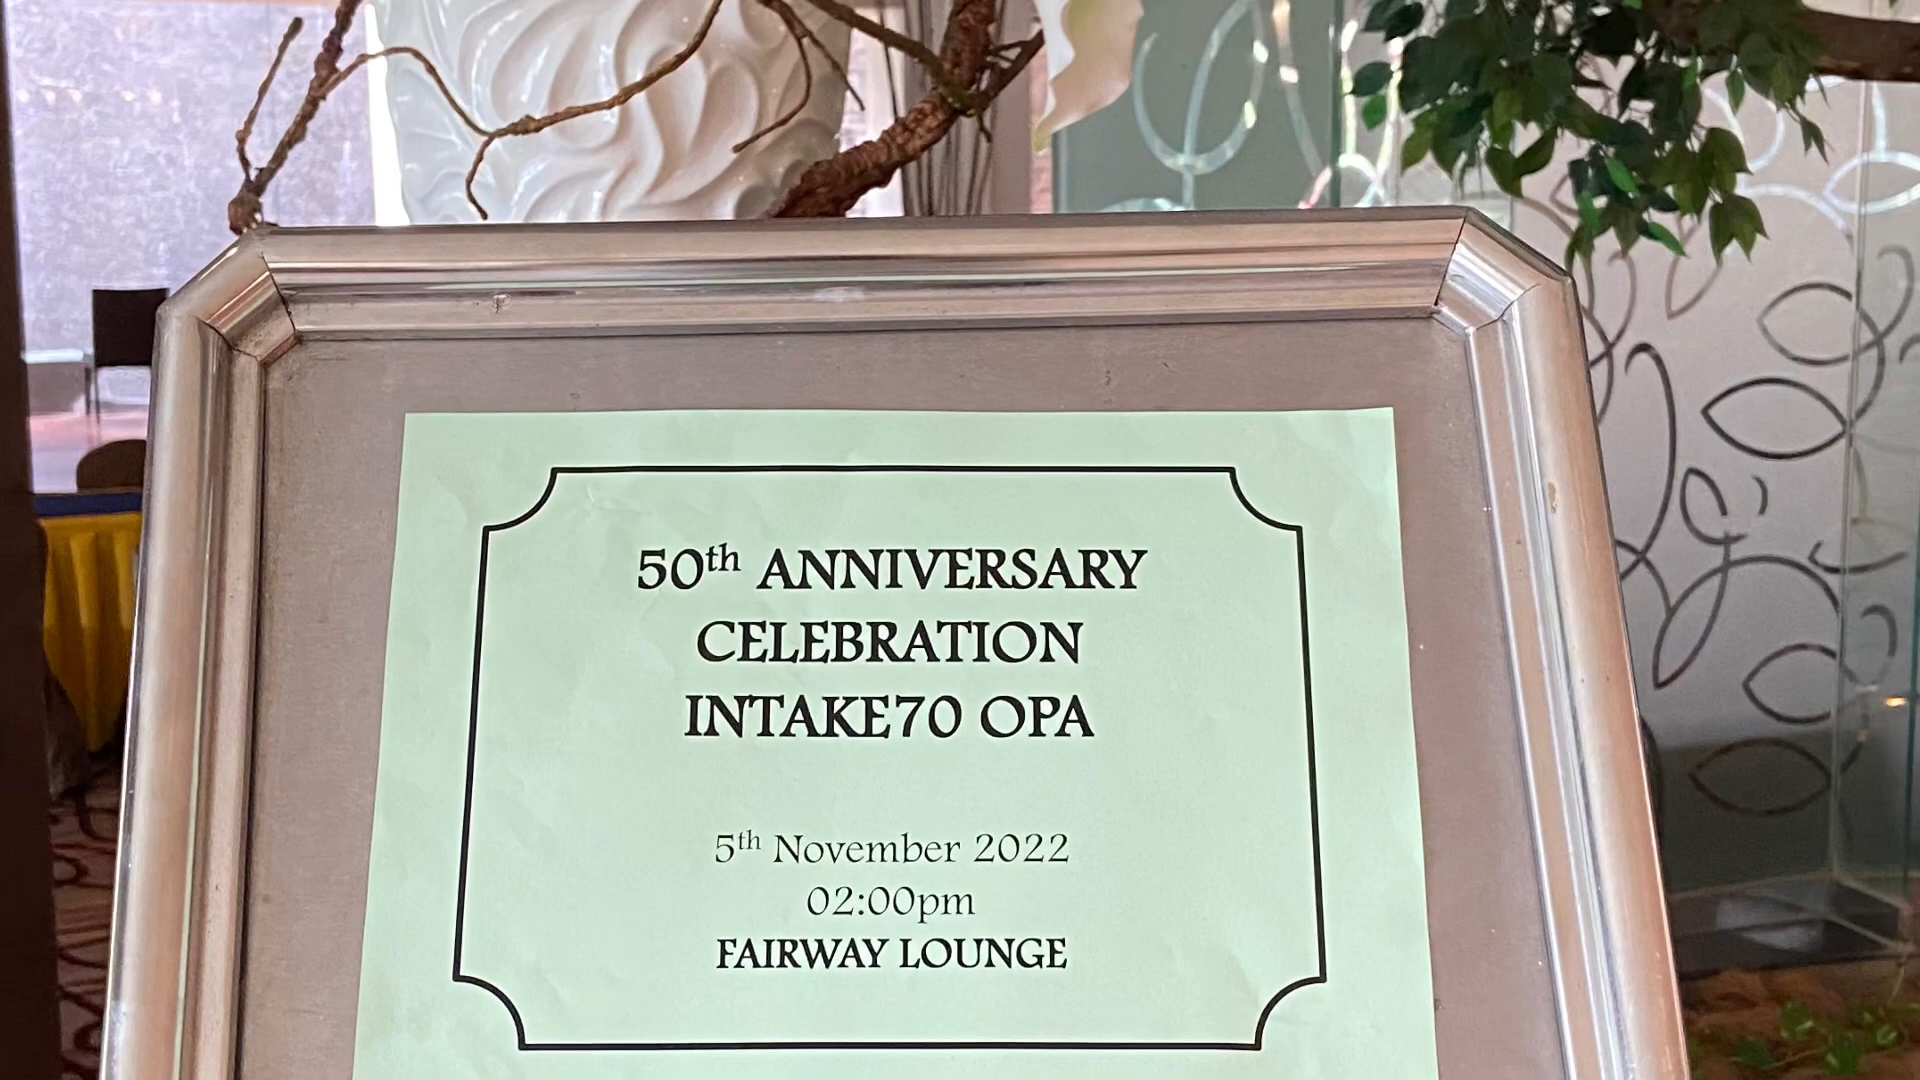 50th ANNIVERSARY
CELEBRATION
INTAKE70 OPA
5th November 2022
02:00pm
FAIRWAY LOUNGE